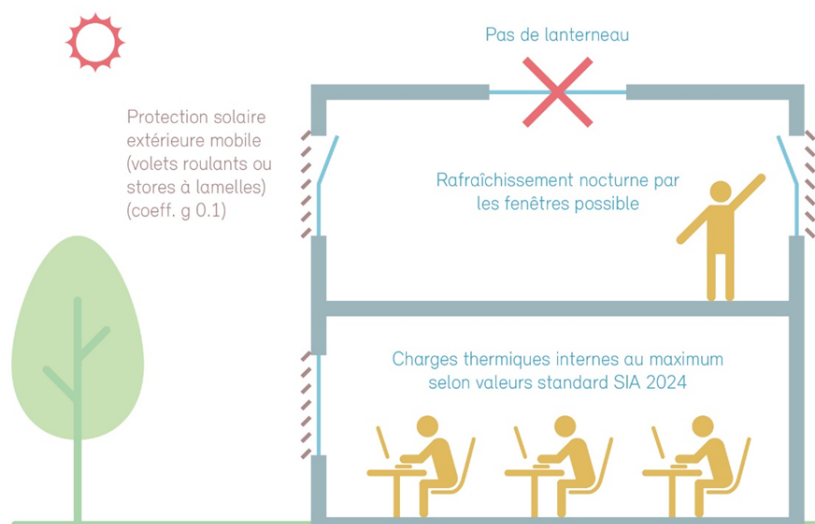 Pas de lanterneau
Protection solaire
extérieure mobile
(volets roulants ou
stores à lamelles)
(coeff. g 0.1)
Rafraîchissement nocturne par
les fenêtres possible
Charges thermiques internes au maximum
selon valeurs standard SIA 2024